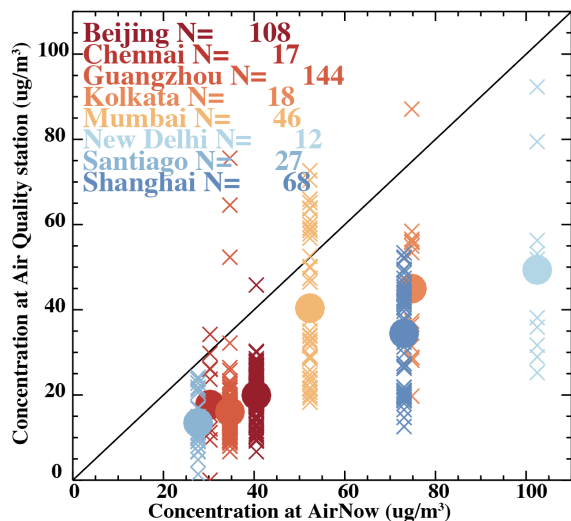 100
80
60
40
20
0
Concentration at Air Quality station (ug/m³)
Beijing N= 108
Chennai N= 17
Guangzhou N= 144
Kolkata N= 18
Mumbai N= 46
New Delhi N= 12
Santiago N= 27
Shanghai N= 68
0 20 40 60 80 100
Concentration at AirNow (ug/m³)